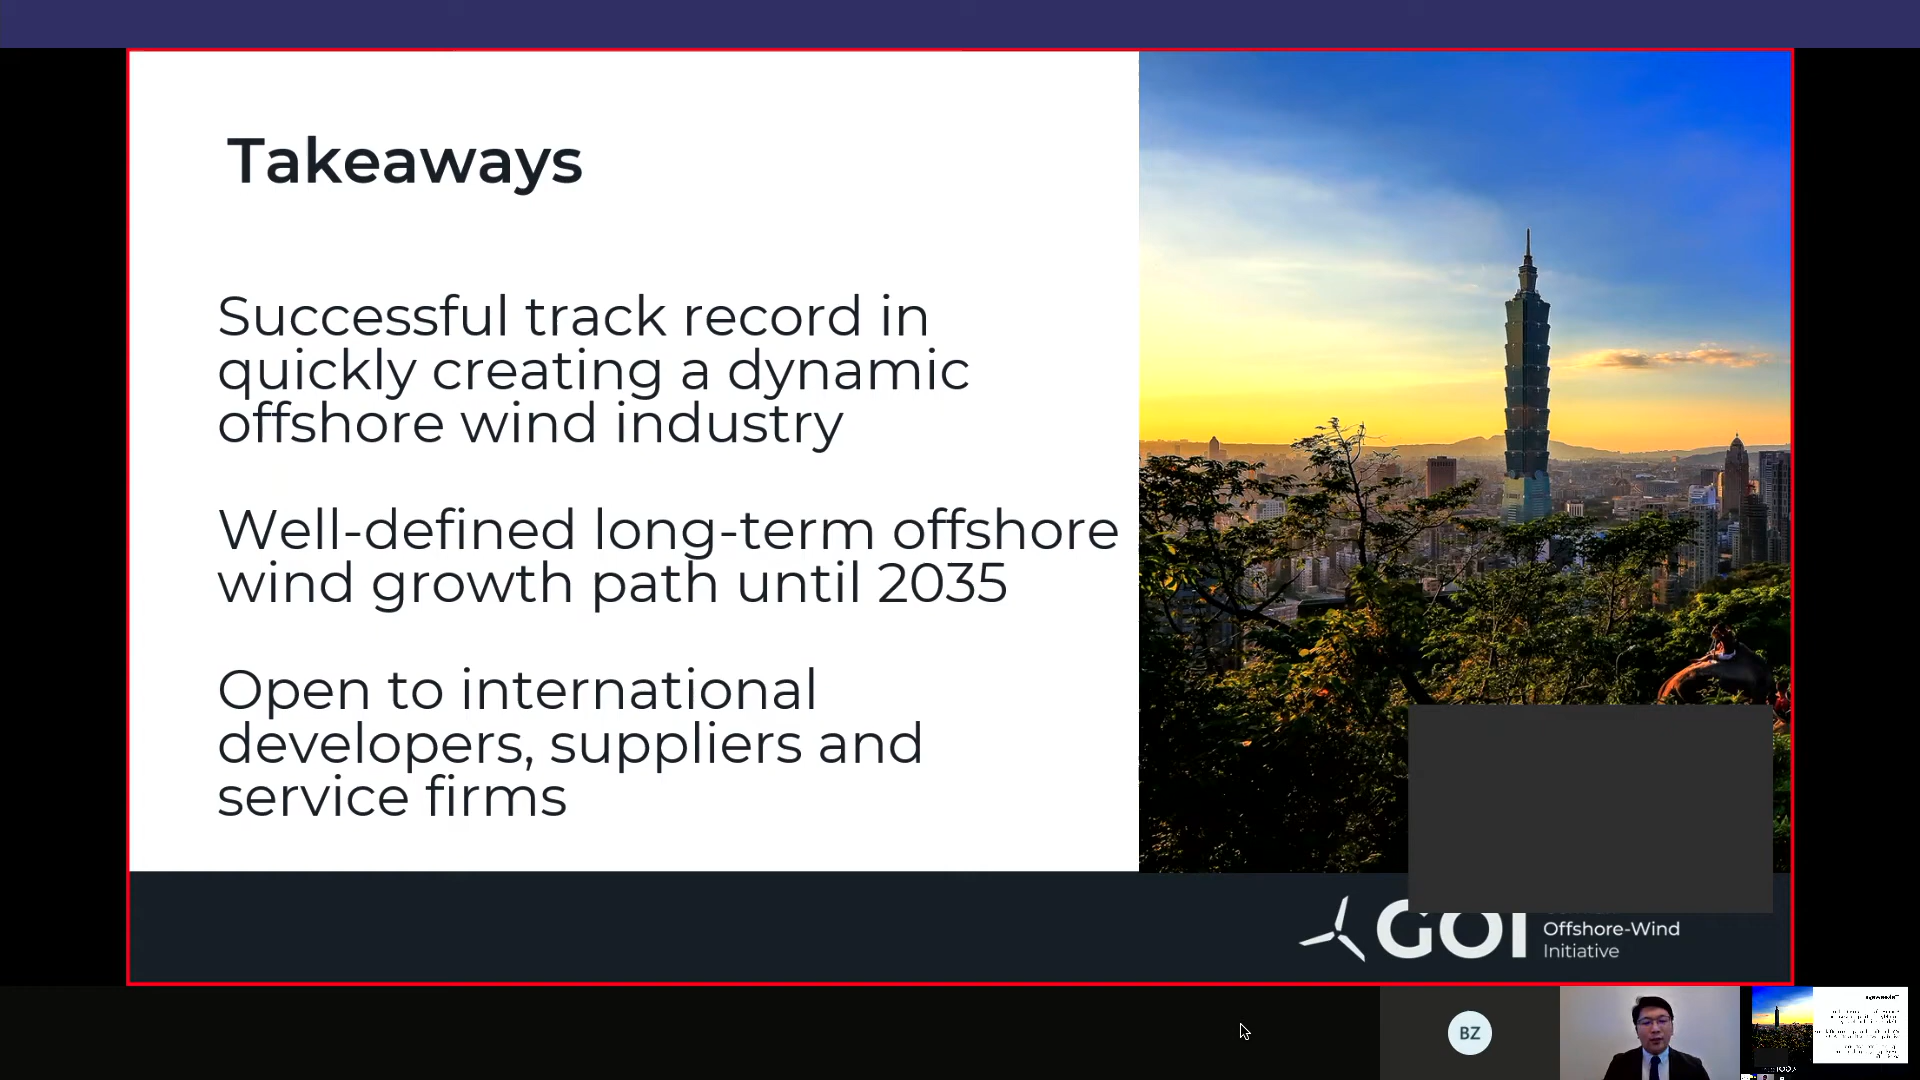 Takeaways
Successful track record in
quickly creating a dynamic
offshore wind industry
Well-defined long-term offshore
wind growth path until 2035
Open to international
developers, suppliers and
service firms
GOI
Offshore-Wind
Initiative
BZ